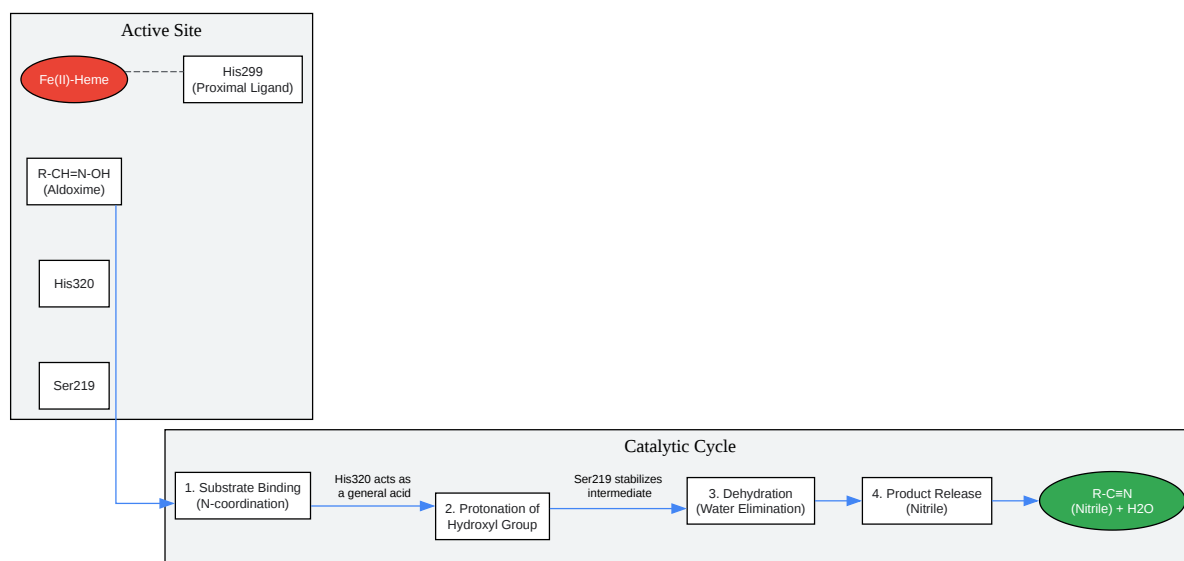 Active Site
Fe(II)-Heme
His299
(Proximal Ligand)
R-CH=N-OH
(Aldoxime)
His320
Ser219
Catalytic Cycle
1. Substrate Binding
(N-coordination)
His320 acts as
a general acid
2. Protonation of
Hydroxyl Group
Ser219 stabilizes
intermediate
3. Dehydration
(Water Elimination)
4. Product Release
(Nitrile)
R-C≡N
(Nitrile) + H2O